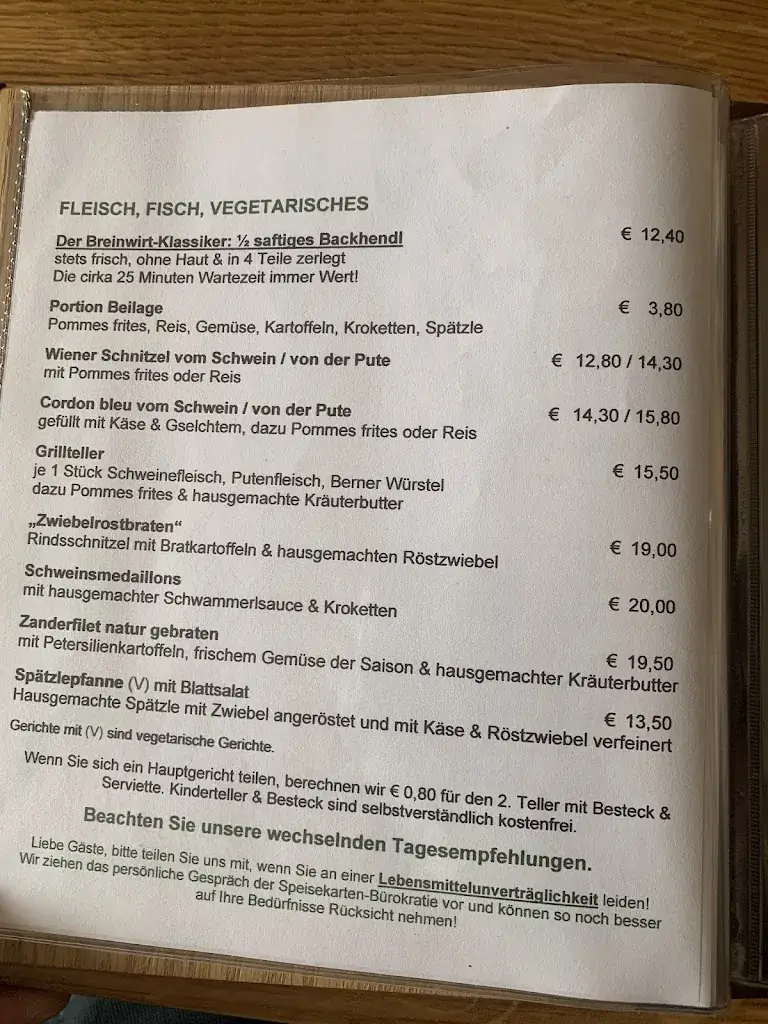 FLEISCH, FISCH, VEGETARISCHES
Der Breinwirt-Klassiker: ½ saftiges Backhendl € 12,40
stets frisch, ohne Haut & in 4 Teile zerlegt
Die cirka 25 Minuten Wartezeit immer Wert!
Portion Beilage € 3,80
Pommes frites, Reis, Gemüse, Kartoffeln, Kroketten, Spätzle
Wiener Schnitzel vom Schwein / von der Pute € 12,80 / 14,30
mit Pommes frites oder Reis
Cordon bleu vom Schwein / von der Pute € 14,30 / 15,80
gefüllt mit Käse & Gselchtem, dazu Pommes frites oder Reis
Grillteller € 15,50
je 1 Stück Schweinefleisch, Putenfleisch, Berner Würstel
dazu Pommes frites & hausgemachte Kräuterbutter
„Zwiebelrostbraten“ € 19,00
Rindsschnitzel mit Bratkartoffeln & hausgemachten Röstzwiebel
Schweinsmedaillons € 20,00
mit hausgemachter Schwammerlsauce & Kroketten
Zanderfilet natur gebraten € 19,50
mit Petersilienkartoffeln, frischem Gemüse der Saison & hausgemachter Kräuterbutter
Spätzlepfanne (V) mit Blattsalat € 13,50
Hausgemachte Spätzle mit Zwiebel angeröstet und mit Käse & Röstzwiebel verfeinert
Gerichte mit (V) sind vegetarische Gerichte.
Wenn Sie sich ein Hauptgericht teilen, berechnen wir € 0,80 für den 2. Teller mit Besteck &
Serviette. Kinderteller & Besteck sind selbstverständlich kostenfrei.
Beachten Sie unsere wechselnden Tagesempfehlungen.
Liebe Gäste, bitte teilen Sie uns mit, wenn Sie an einer Lebensmittelunverträglichkeit leiden!
Wir ziehen das persönliche Gespräch der Speisekarten-Bürokratie vor und können so noch besser
auf Ihre Bedürfnisse Rücksicht nehmen!